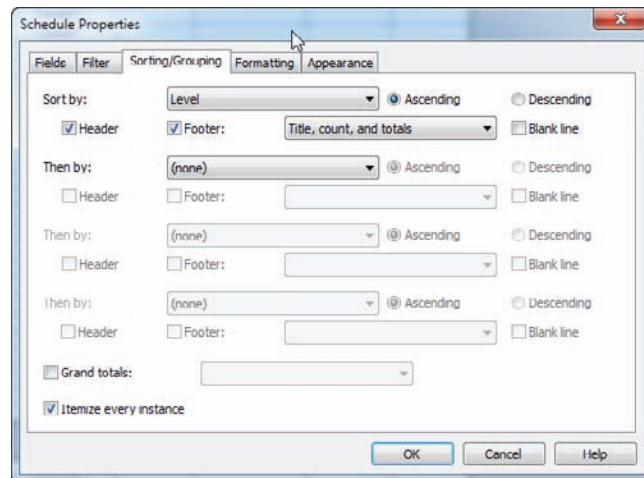 Schedule Properties
Fields Filter Sorting/Grouping Formatting Appearance
Sort by: Level Ascending Descending
Header Footer: Title, count, and totals Blank line
Then by: (none) Ascending Descending
Header Footer: Blank line
Then by: (none) Ascending Descending
Header Footer: Blank line
Then by: (none) Ascending Descending
Header Footer: Blank line
Grand totals:
Itemize every instance
OK Cancel Help